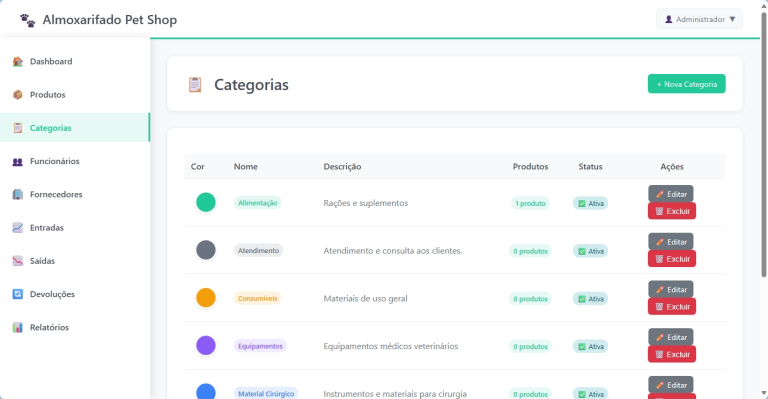 Almoxarifado Pet Shop
Administrador ▼
Dashboard
Produtos
Categorias
Funcionários
Fornecedores
Entradas
Saídas
Devoluções
Relatórios
Categorias
+ Nova Categoria
Cor Nome Descrição Produtos Status Ações
Alimentação Rações e suplementos 1 produto Ativa Editar
Excluir
Atendimento Atendimento e consulta aos clientes. 0 produtos Ativa Editar
Excluir
Consumíveis Materiais de uso geral 0 produtos Ativa Editar
Excluir
Equipamentos Equipamentos médicos veterinários 0 produtos Ativa Editar
Excluir
Material Cirúrgico Instrumentos e materiais para cirurgia 0 produtos Ativa Editar